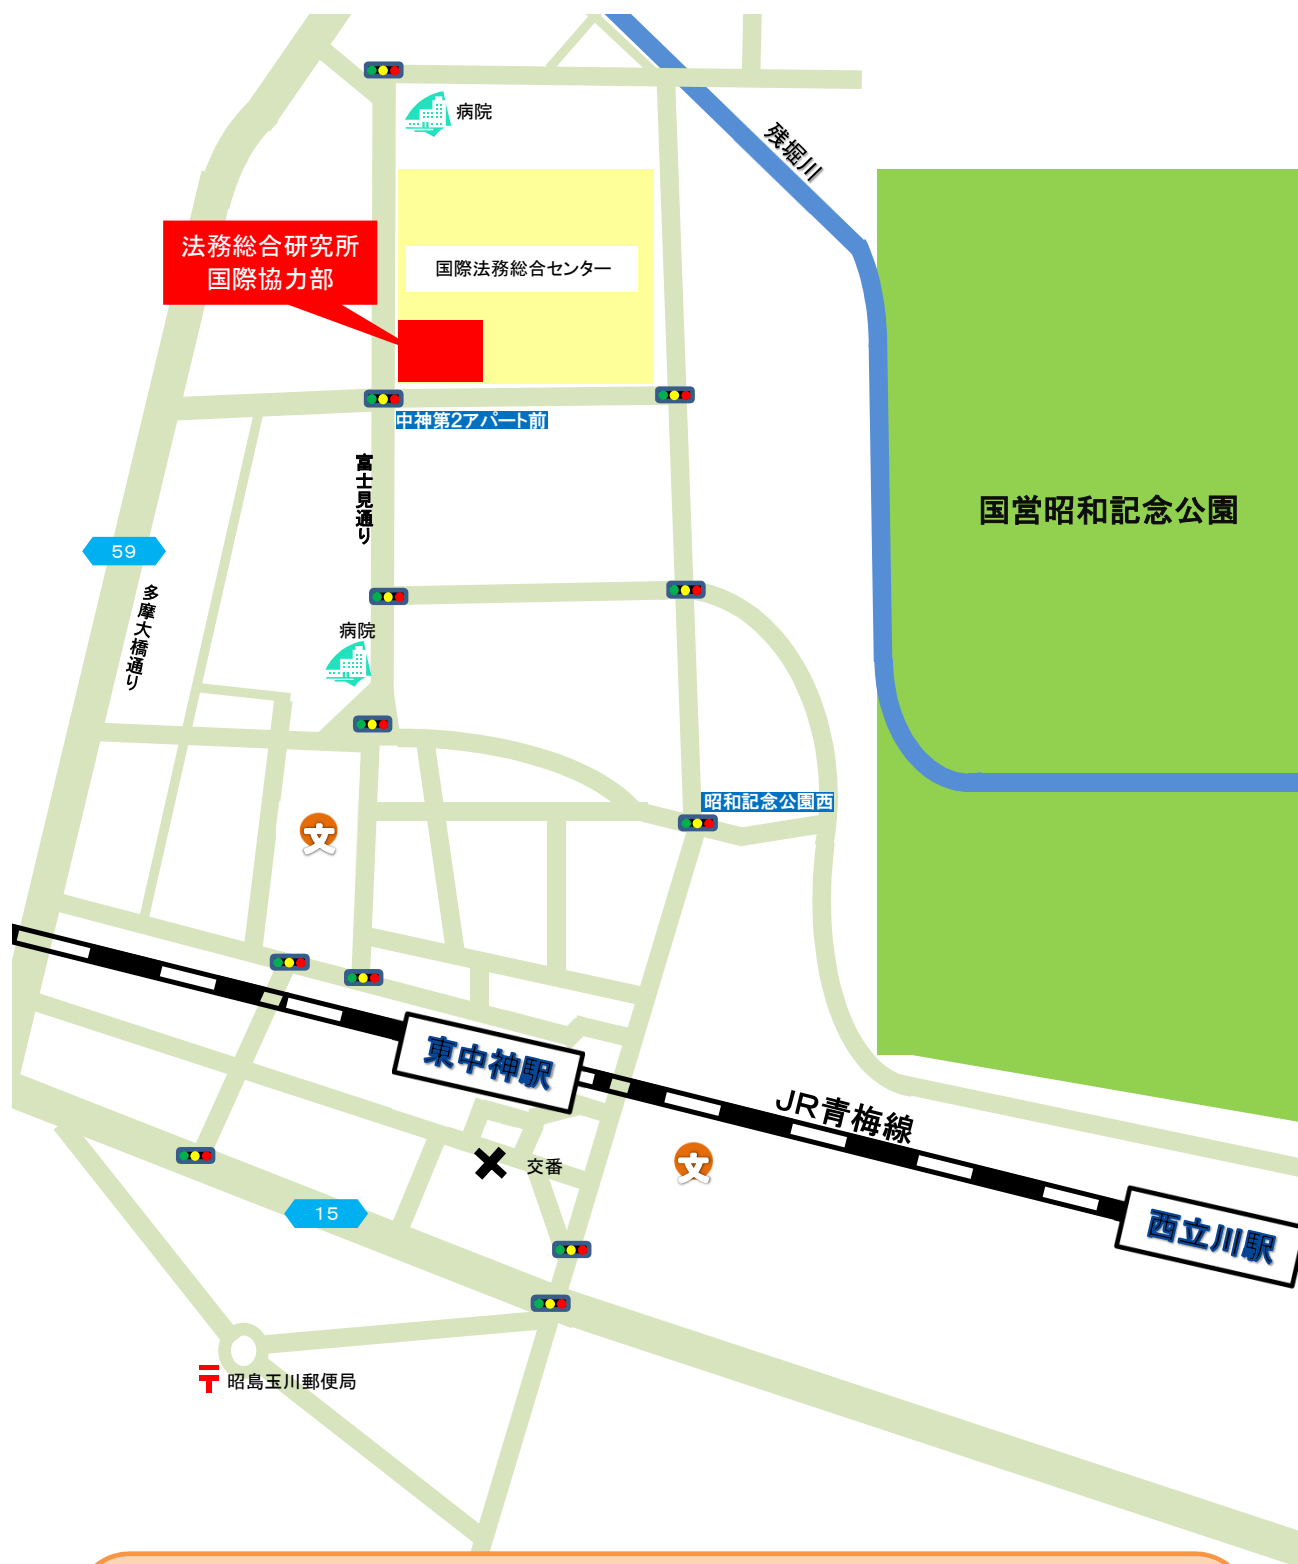 病院
残堀川
法務総合研究所
国際協力部
国際法務総合センター
中神第2アパート前
富士見通り
国営昭和記念公園
59
多摩大橋通り
病院
昭和記念公園西
文
東中神駅
JR青梅線
交番
文
15
西立川駅
昭島玉川郵便局